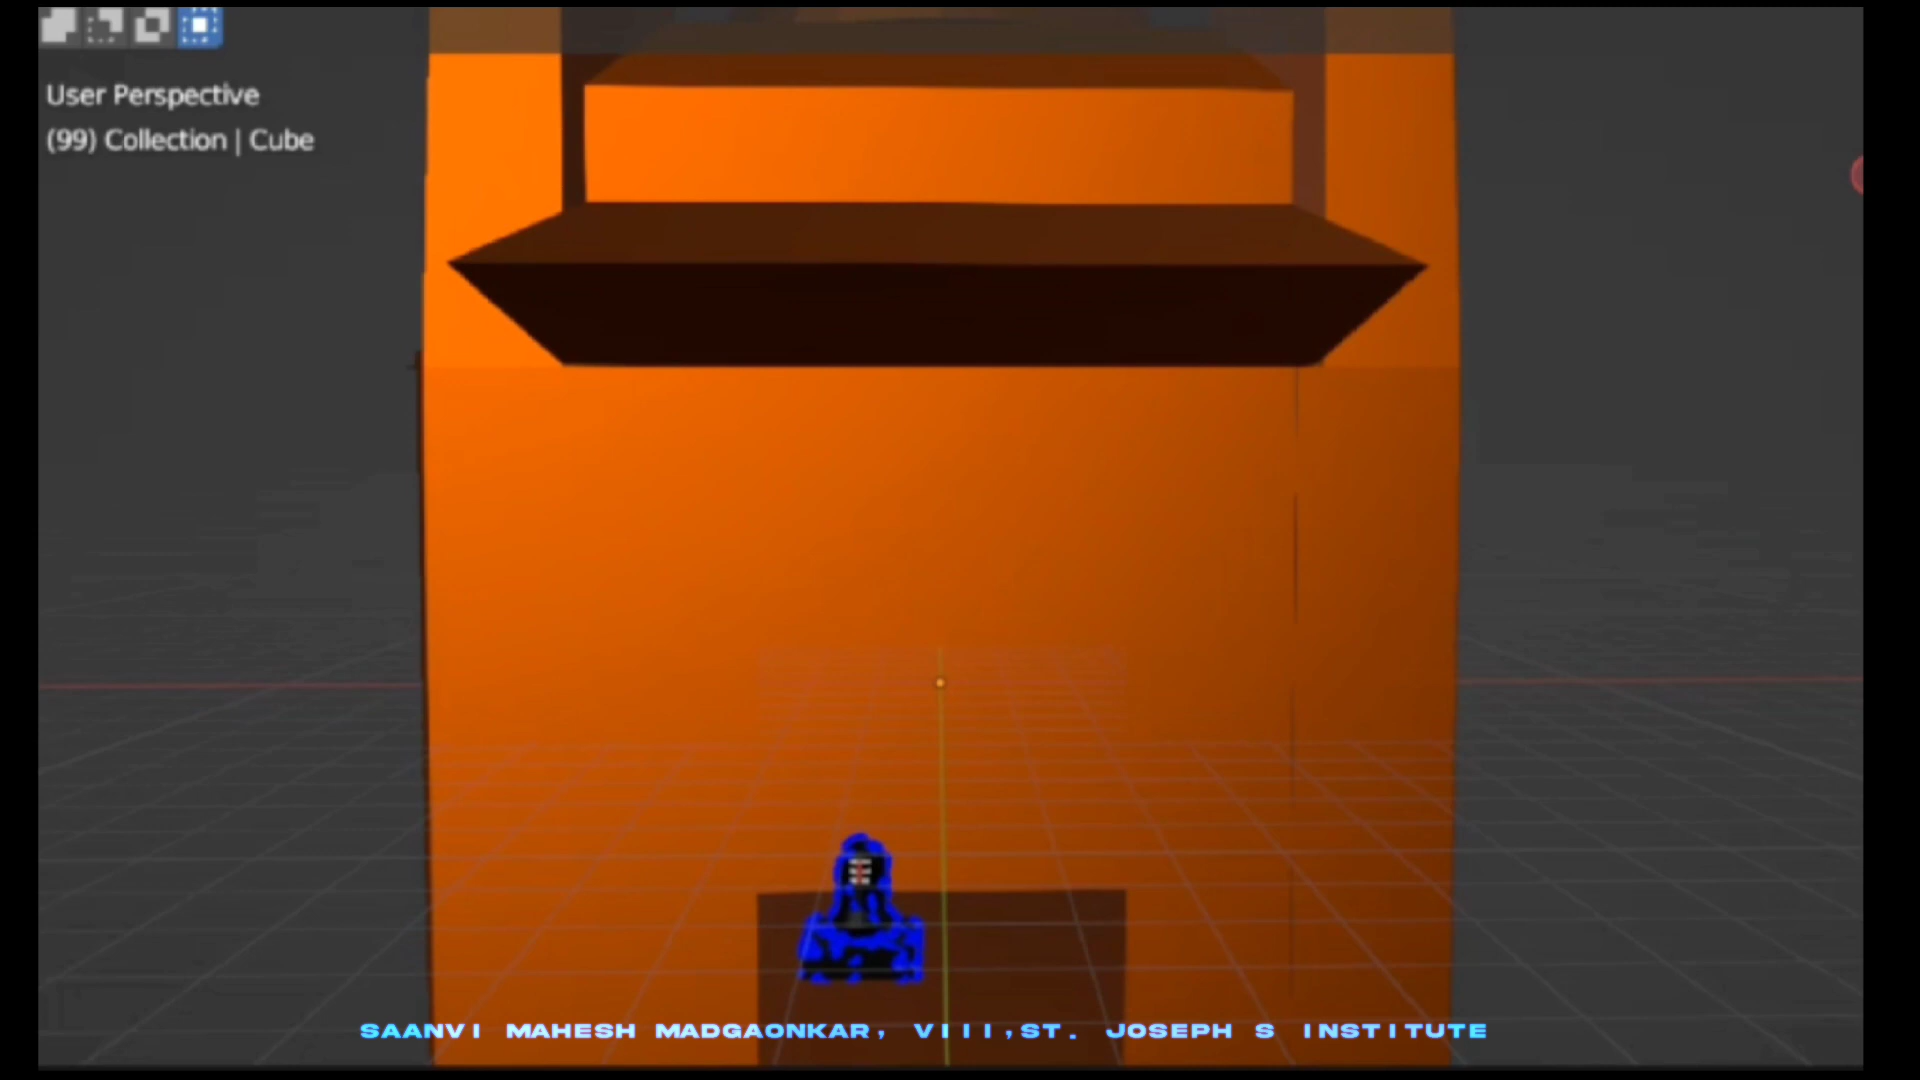 User Perspective
(99) Collection | Cube
SAANVI MAHESH MADGAONKAR, VIII,ST. JOSEPH S INSTITUTE